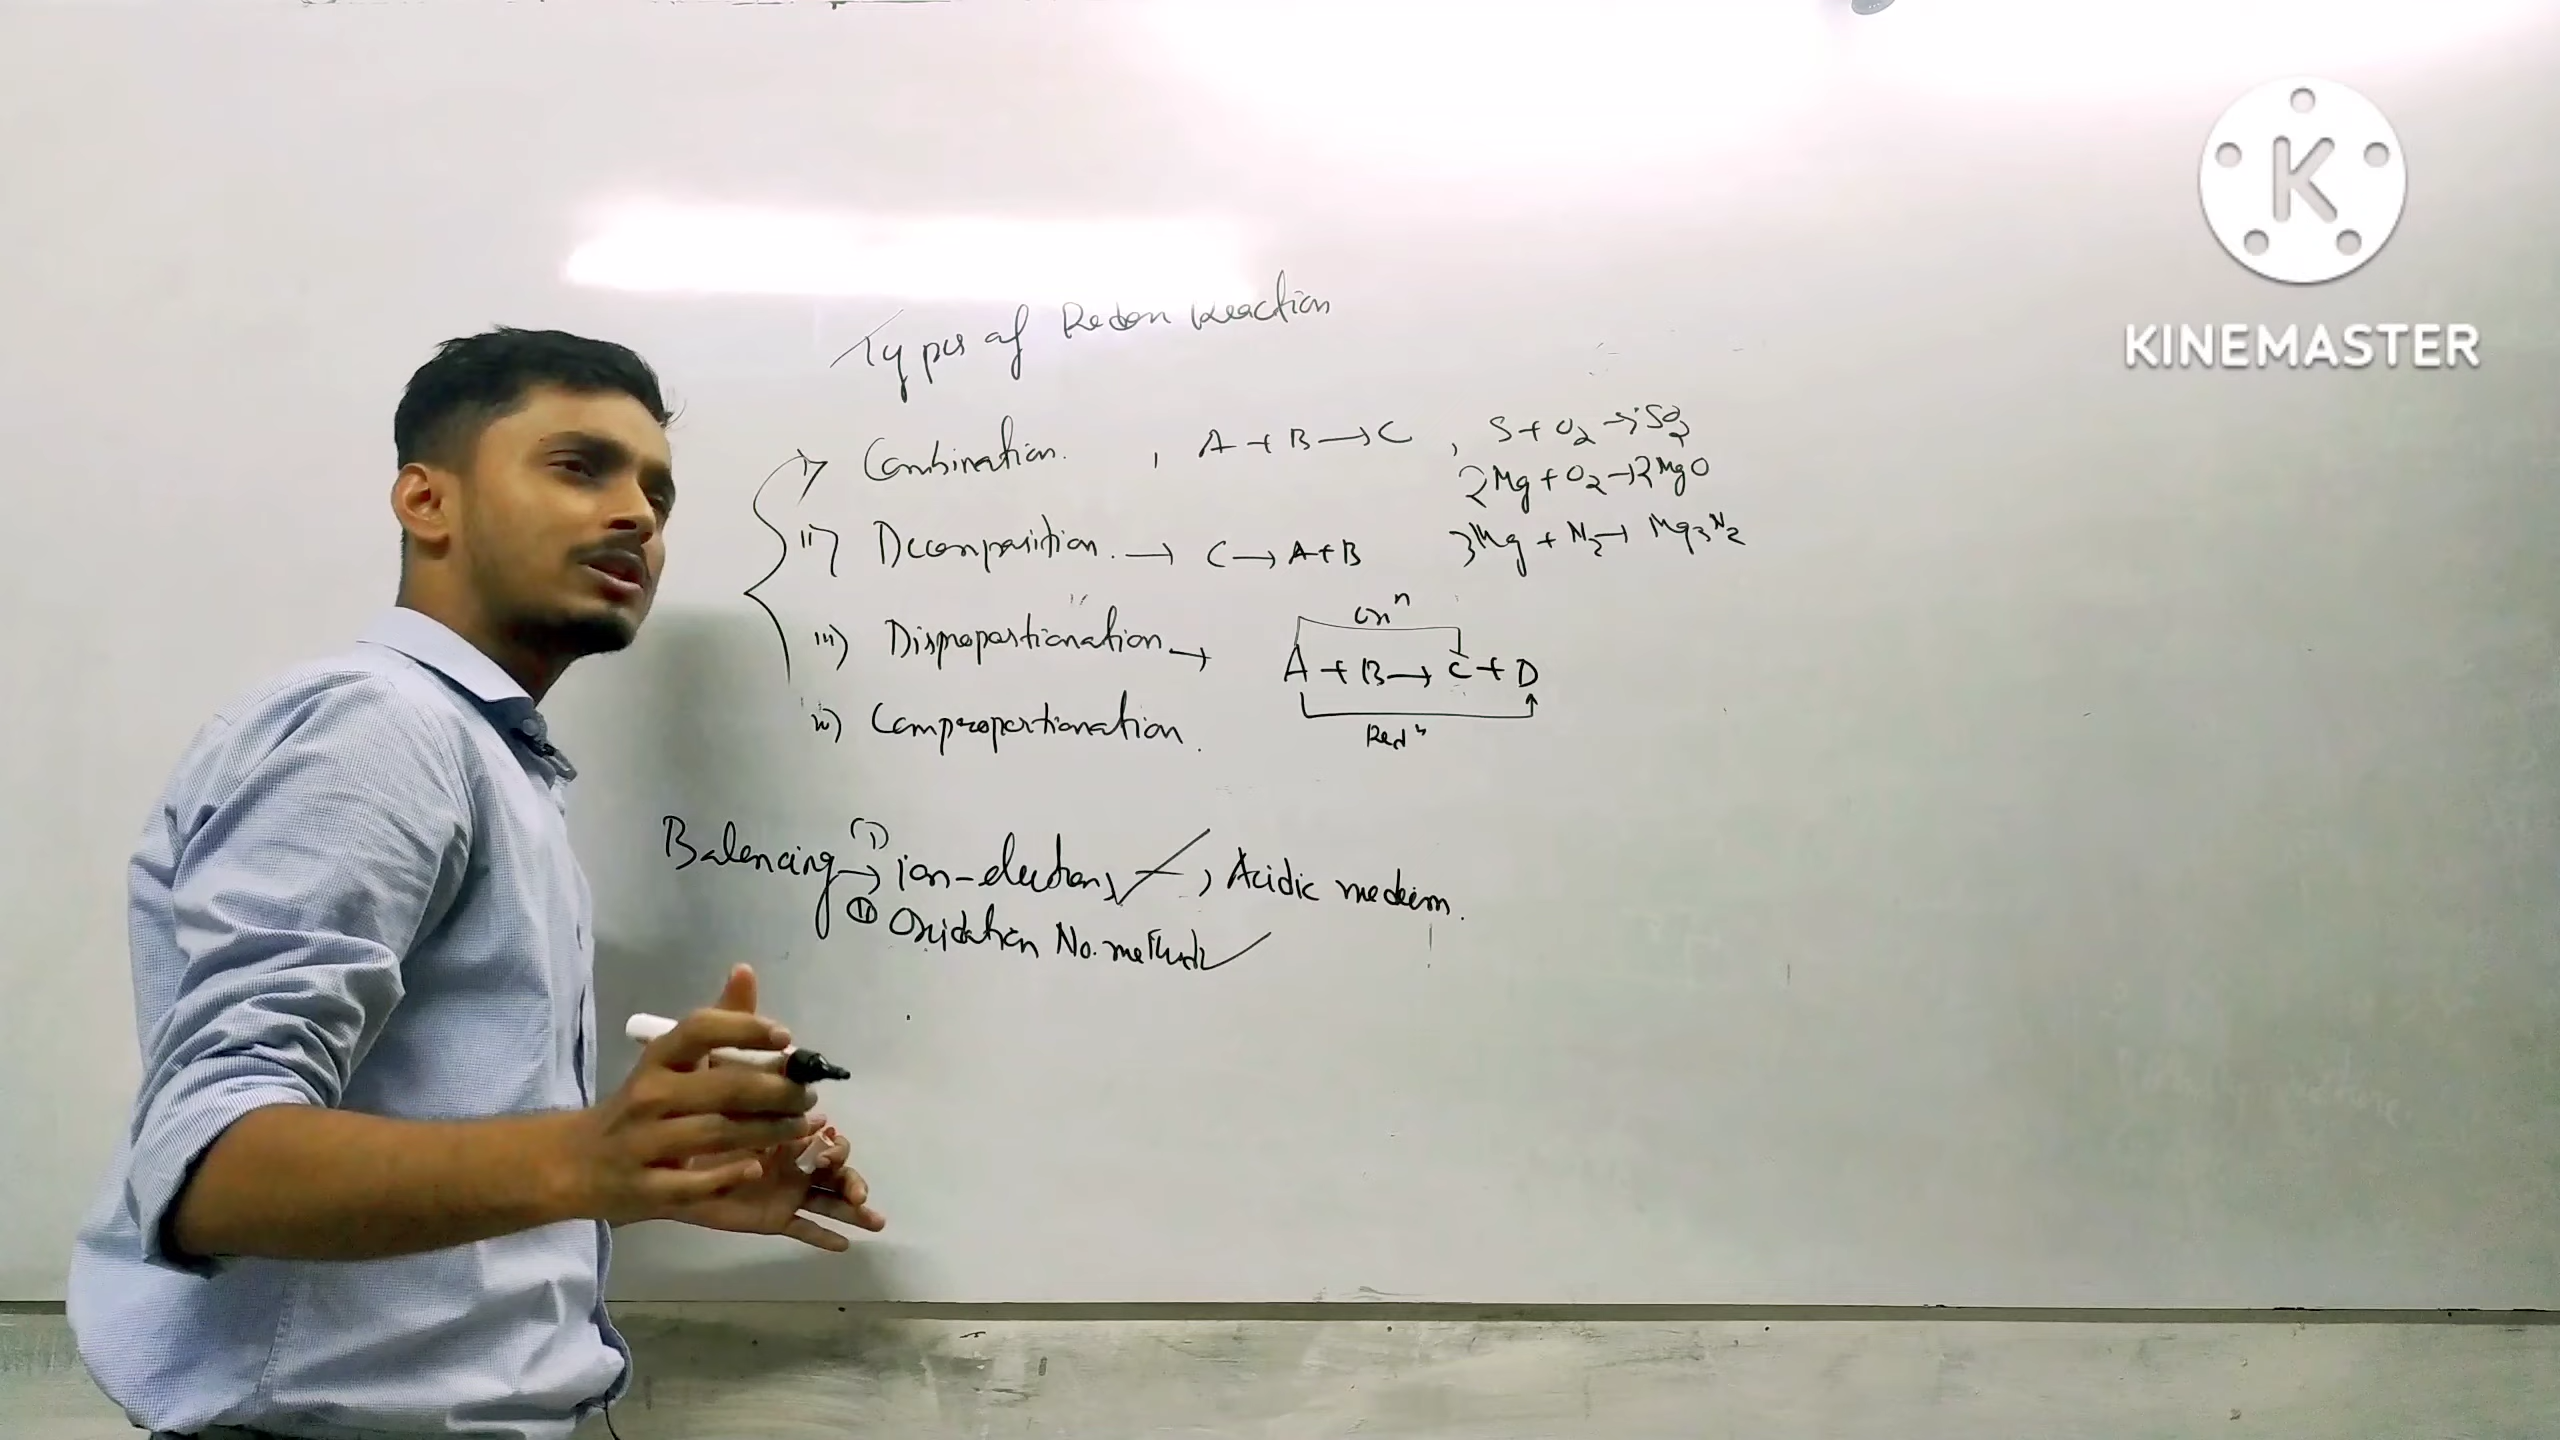 K
KINEMASTER
Types of Redox Reaction
i) Combination. , A + B → C , S + O2 → SO2
2Mg + O2 → 2MgO
ii) Decomposition. → C → A + B
3Mg + N2 → Mg3N2
oxn
iii) Disproportionation → A + B → C + D
Redn
iv) Comproportionation.
Balancing → (i) ion-electron, , Acidic medium.
(ii) Oxidation No. method